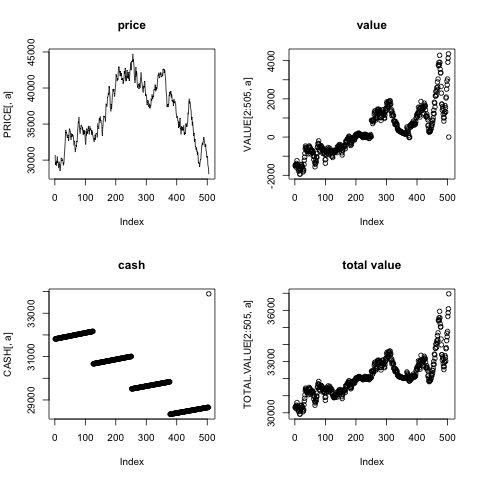 price
PRICE[, a]
30000 35000 40000 45000
0 100 200 300 400 500
Index
value
VALUE[2:505, a]
-2000 0 2000 4000
0 100 200 300 400 500
Index
cash
CASH[, a]
29000 31000 33000
0 100 200 300 400 500
Index
total value
TOTAL.VALUE[2:505, a]
30000 33000 36000
0 100 200 300 400 500
Index